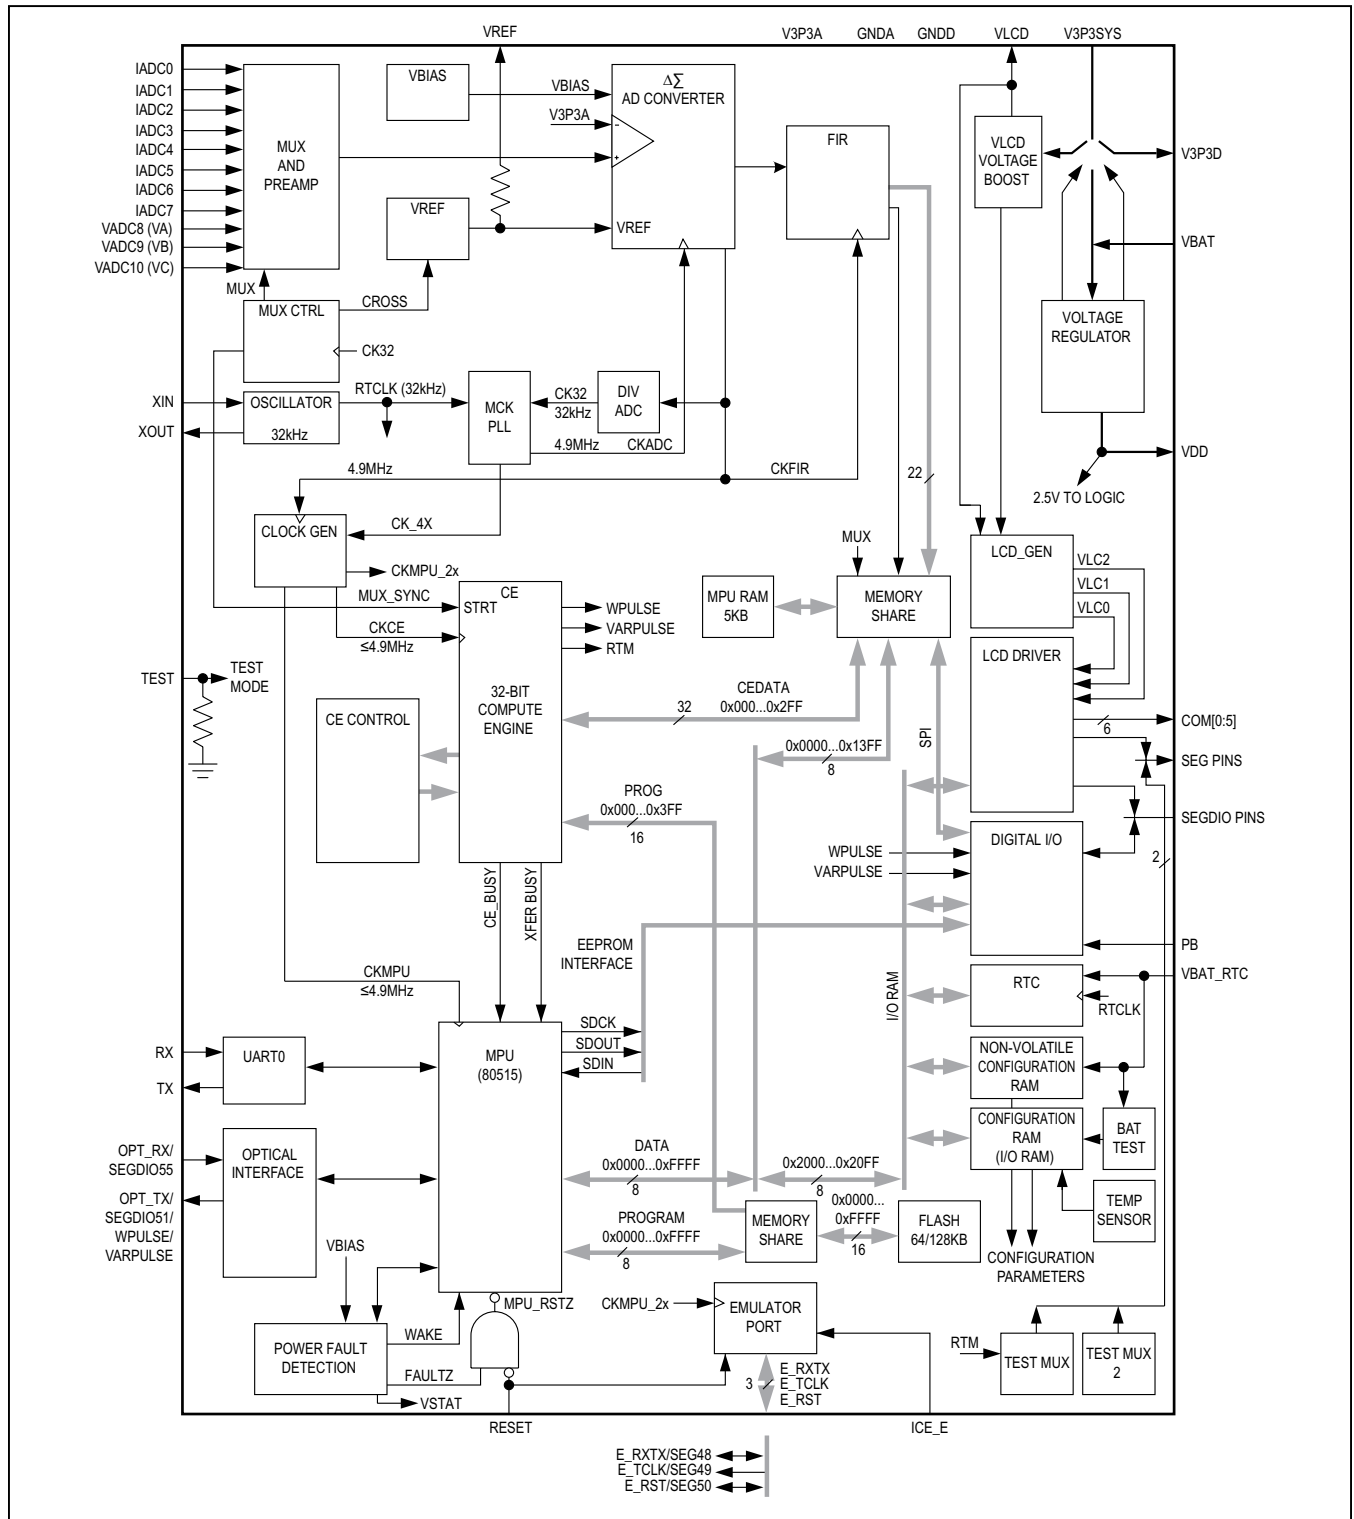 VREF
V3P3A
GNDA
GNDD
VLCD
V3P3SYS
IADC0
IADC1
IADC2
IADC3
IADC4
IADC5
IADC6
IADC7
VADC8 (VA)
VADC9 (VB)
VADC10 (VC)
MUX
AND
PREAMP
VBIAS
VBIAS
V3P3A
ΔΣ
AD CONVERTER
-
+
VREF
VREF
FIR
VLCD
VOLTAGE
BOOST
V3P3D
VBAT
VOLTAGE
REGULATOR
MUX
MUX CTRL
CROSS
CK32
XIN
XOUT
OSCILLATOR
32kHz
RTCLK (32kHz)
MCK
PLL
CK32
32kHz
DIV
ADC
4.9MHz
CKADC
4.9MHz
CKFIR
22
VDD
2.5V TO LOGIC
CLOCK GEN
CK_4X
CKMPU_2x
MUX_SYNC
CKCE
≤4.9MHz
CE
STRT
32-BIT
COMPUTE
ENGINE
WPULSE
VARPULSE
RTM
MUX
MPU RAM
5KB
MEMORY
SHARE
LCD_GEN
VLC2
VLC1
VLC0
LCD DRIVER
TEST
TEST
MODE
CE CONTROL
CEDATA
0x000...0x2FF
32
0x0000...0x13FF
8
SPI
6
COM[0:5]
SEG PINS
SEGDIO PINS
PROG
0x000...0x3FF
16
DIGITAL I/O
WPULSE
VARPULSE
2
CE_BUSY
XFER BUSY
EEPROM
INTERFACE
I/O RAM
PB
VBAT_RTC
CKMPU
≤4.9MHz
RTC
RTCLK
RX
TX
UART0
MPU
(80515)
SDCK
SDOUT
SDIN
NON-VOLATILE
CONFIGURATION
RAM
CONFIGURATION
RAM
(I/O RAM)
BAT
TEST
TEMP
SENSOR
OPT_RX/
SEGDIO55
OPT_TX/
SEGDIO51/
WPULSE/
VARPULSE
OPTICAL
INTERFACE
DATA
0x0000...0xFFFF
8
0x2000...0x20FF
8
PROGRAM
0x0000...0xFFFF
8
MEMORY
SHARE
0x0000...
0xFFFF
16
FLASH
64/128KB
CONFIGURATION
PARAMETERS
VBIAS
POWER FAULT
DETECTION
WAKE
FAULTZ
VSTAT
MPU_RSTZ
CKMPU_2x
EMULATOR
PORT
3
E_RXTX
E_TCLK
E_RST
RTM
TEST MUX
TEST MUX
2
RESET
ICE_E
E_RXTX/SEG48
E_TCLK/SEG49
E_RST/SEG50